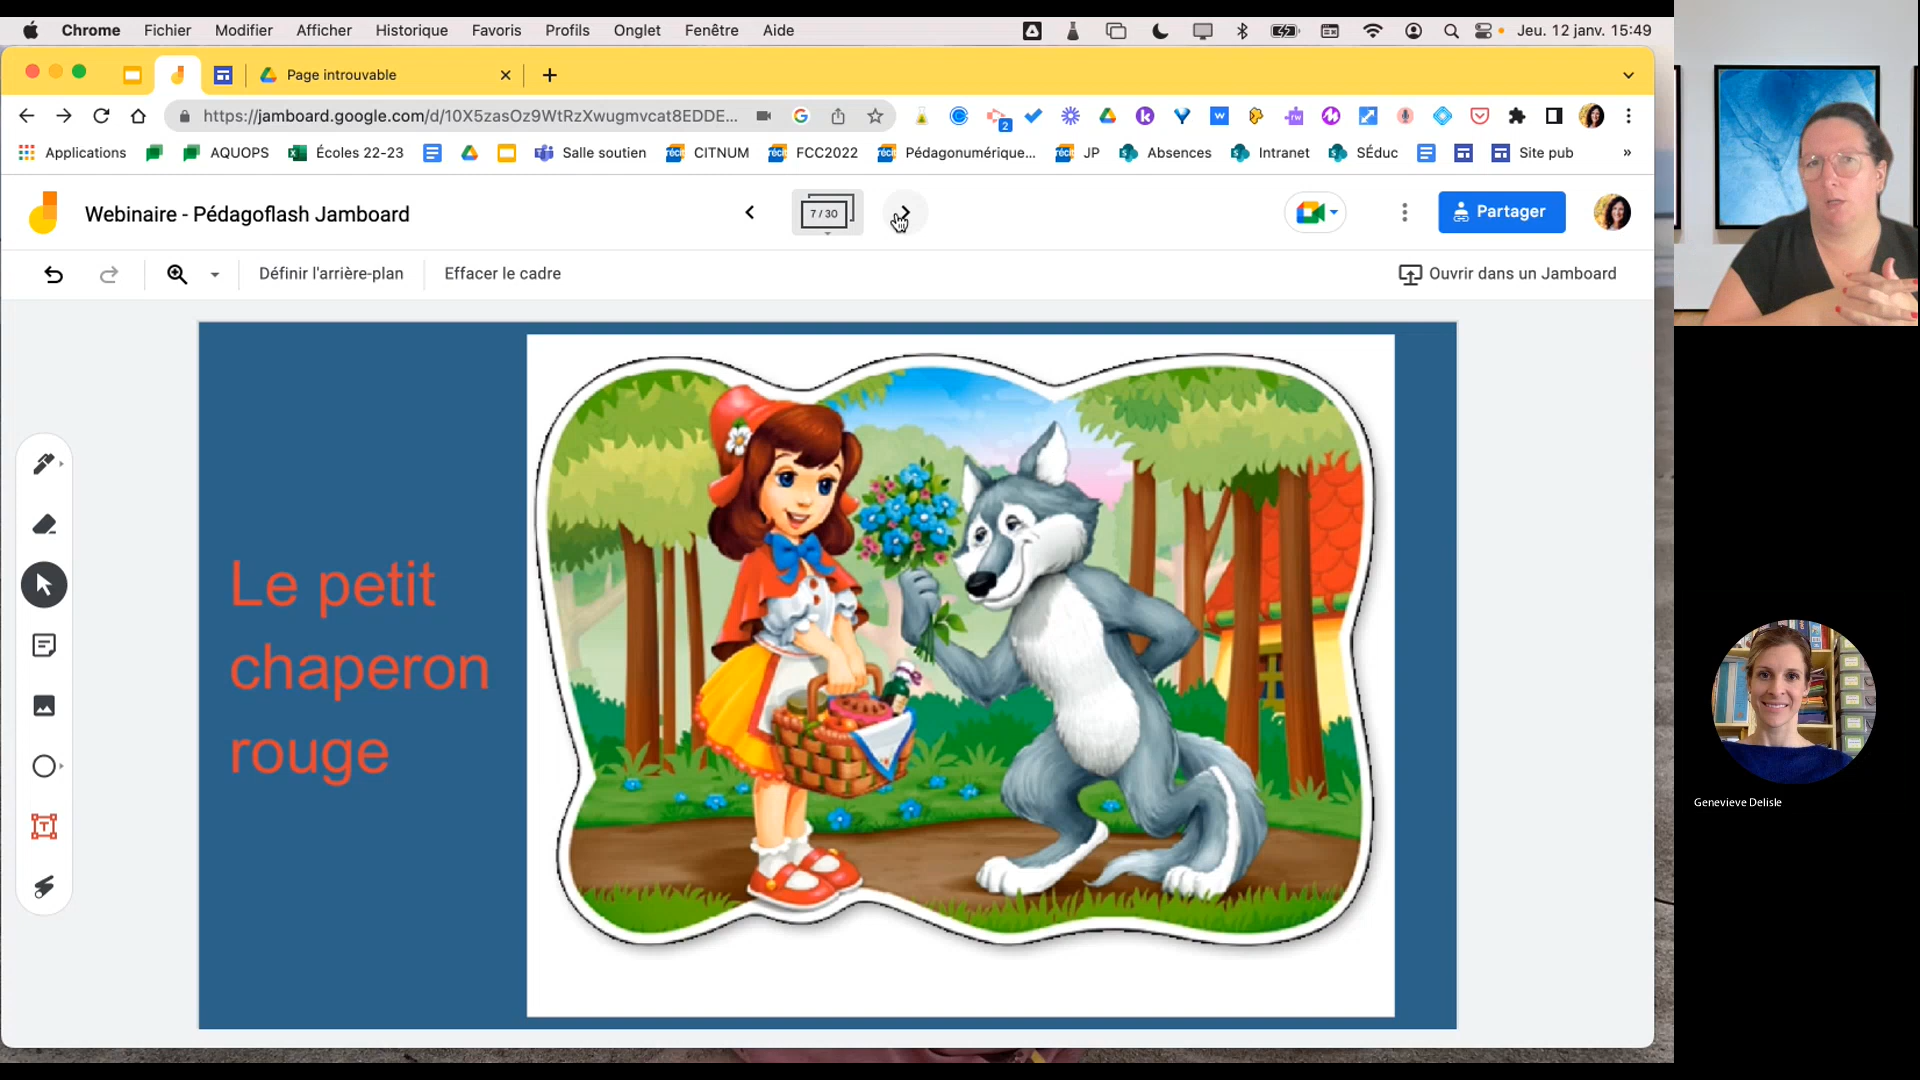 Chrome Fichier Modifier Afficher Historique Favoris Profils Onglet Fenêtre Aide Jeu. 12 janv. 15:49
Page introuvable
https://jamboard.google.com/d/10X5zasOz9WtRzXwugmvcat8EDDE...
2
Applications AQUOPS Écoles 22-23 Salle soutien CITNUM FCC2022 Pédagonumérique... JP Absences Intranet SÉduc Site pub »
Webinaire - Pédagoflash Jamboard
7 / 30
Partager
Définir l'arrière-plan Effacer le cadre
Ouvrir dans un Jamboard
Le petit
chaperon
rouge
Genevieve Delisle